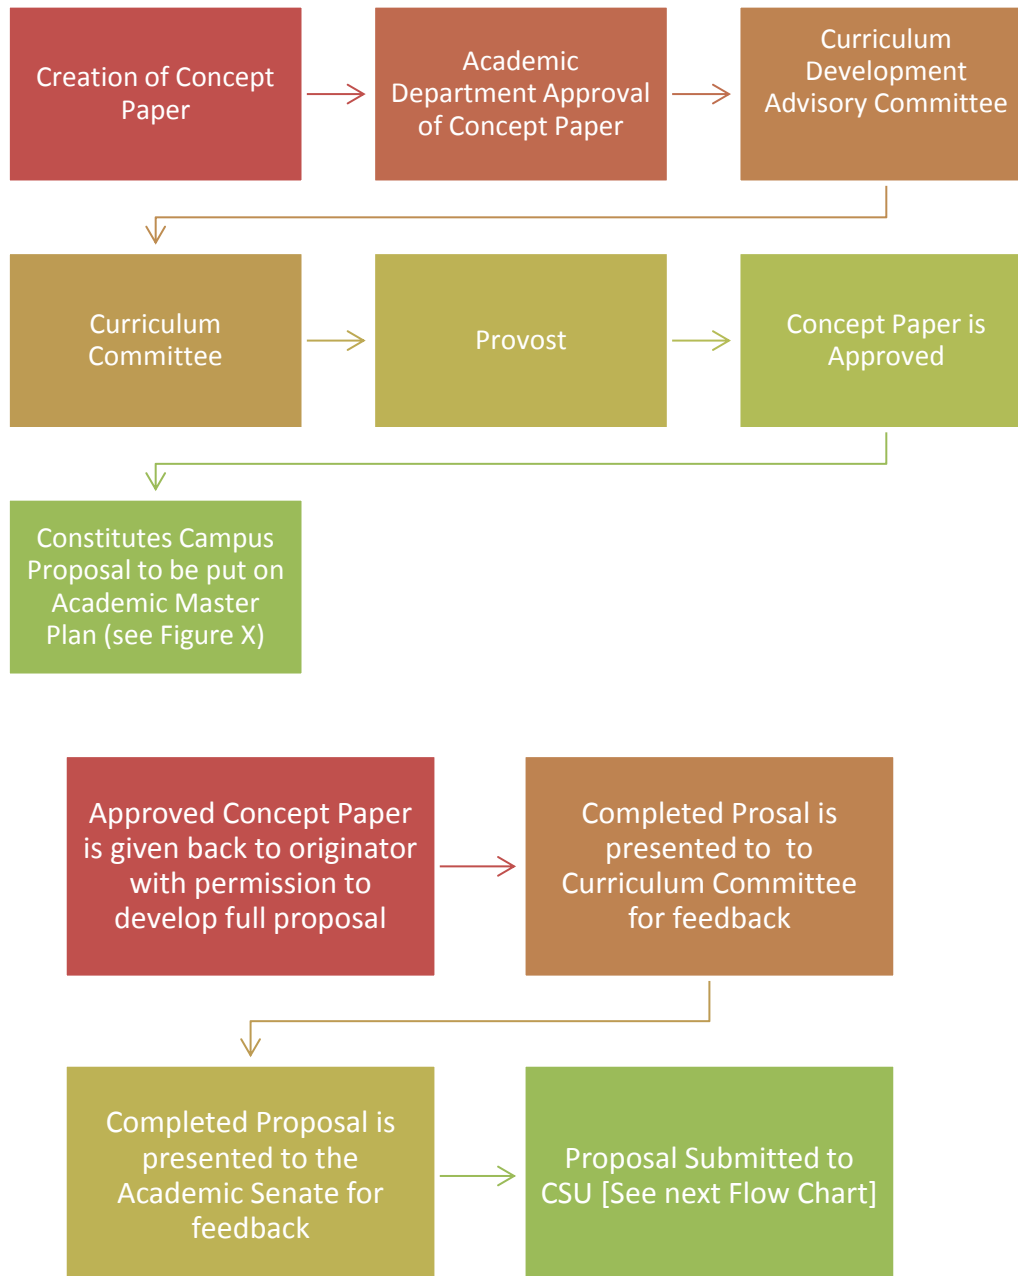 Creation of Concept
Paper
Academic
Department Approval
of Concept Paper
Curriculum
Development
Advisory Committee
Curriculum
Committee
Provost
Concept Paper is
Approved
Constitutes Campus
Proposal to be put on
Academic Master
Plan (see Figure X)
Approved Concept Paper
is given back to originator
with permission to
develop full proposal
Completed Prosal is
presented to  to
Curriculum Committee
for feedback
Completed Proposal is
presented to the
Academic Senate for
feedback
Proposal Submitted to
CSU [See next Flow Chart]